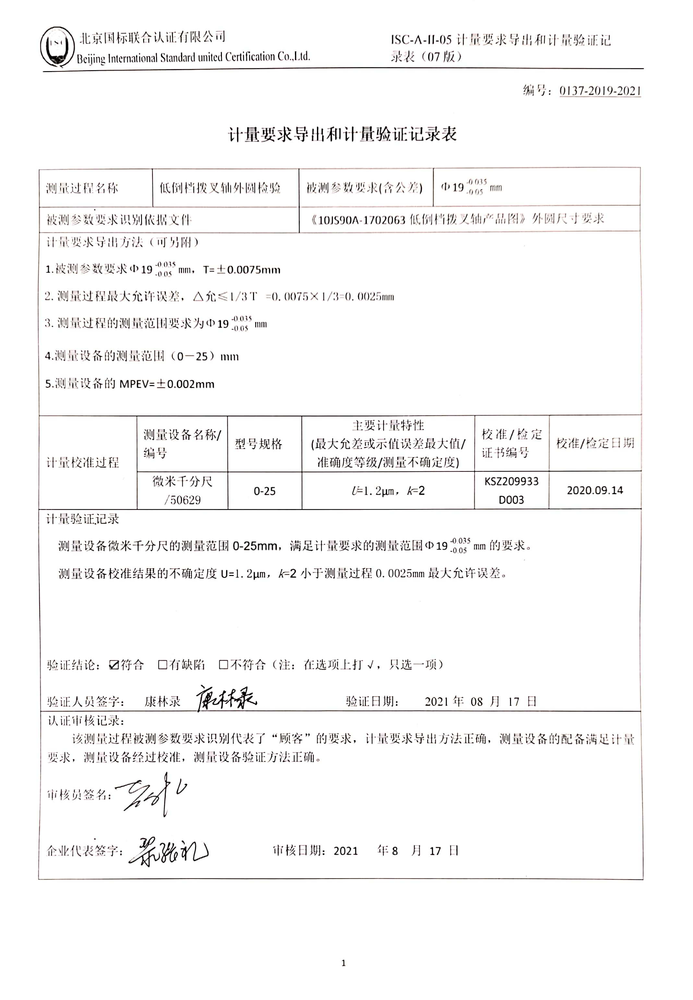 ISC
北京国标联合认证有限公司
Beijing International Standard united Certification Co.,Ltd.
ISC-A-II-05 计量要求导出和计量验证记
录表（07 版）
编号：0137-2019-2021
计量要求导出和计量验证记录表
测量过程名称 低倒档拨叉轴外圆检验 被测参数要求(含公差) Φ19 -0.035 -0.05 mm
被测参数要求识别依据文件 《10JS90A-1702063 低倒档拨叉轴产品图》外圆尺寸要求
计量要求导出方法（可另附）
1.被测参数要求Φ19 -0.035 -0.05 mm，T=±0.0075mm
2. 测量过程最大允许误差，△允≤1/3T =0.0075×1/3=0.0025mm
3. 测量过程的测量范围要求为Φ19 -0.035 -0.05 mm
4.测量设备的测量范围（0－25）mm
5.测量设备的 MPEV=±0.002mm
计量校准过程
测量设备名称/
编号
型号规格
主要计量特性
(最大允差或示值误差最大值/
准确度等级/测量不确定度)
校准/检定
证书编号
校准/检定日期
微米千分尺
/50629
0-25
U=1.2μm，k=2
KSZ209933
D003
2020.09.14
计量验证记录
测量设备微米千分尺的测量范围 0-25mm，满足计量要求的测量范围Φ19 -0.035 -0.05 mm 的要求。
测量设备校准结果的不确定度 U=1.2μm，k=2 小于测量过程 0.0025mm 最大允许误差。
验证结论：☑符合 □有缺陷 □不符合（注：在选项上打√，只选一项）
验证人员签字： 康林录 康林录 验证日期： 2021 年 08 月 17 日
认证审核记录：
该测量过程被测参数要求识别代表了“顾客”的要求，计量要求导出方法正确，测量设备的配备满足计量
要求，测量设备经过校准，测量设备验证方法正确。
审核员签名：
企业代表签字： 审核日期：2021 年 8 月 17 日
1